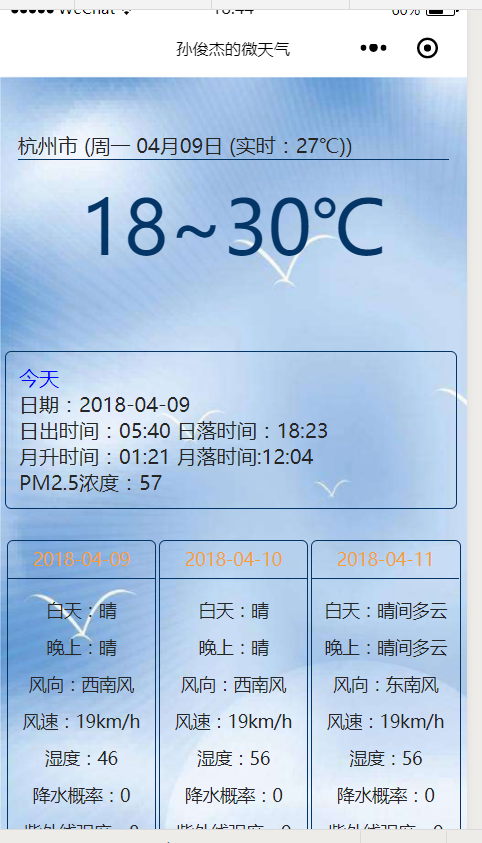 WeChat
孙俊杰的微天气
杭州市 (周一 04月09日 (实时：27℃))
18~30℃
今天
日期：2018-04-09
日出时间：05:40 日落时间：18:23
月升时间：01:21 月落时间:12:04
PM2.5浓度：57
2018-04-09 2018-04-10 2018-04-11
白天：晴 白天：晴 白天：晴间多云
晚上：晴 晚上：晴 晚上：晴间多云
风向：西南风 风向：西南风 风向：东南风
风速：19km/h 风速：19km/h 风速：19km/h
湿度：46 湿度：56 湿度：56
降水概率：0 降水概率：0 降水概率：0